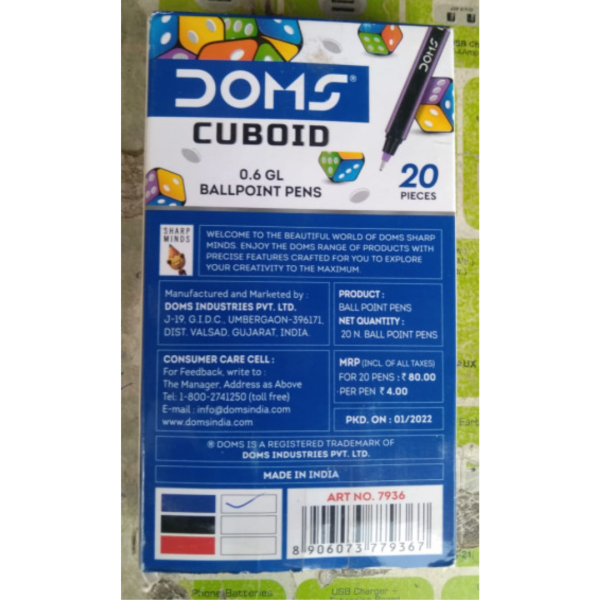 DOMS®
CUBOID
0.6 GL
BALLPOINT PENS
DOMS
20
PIECES
SHARP
MINDS
WELCOME TO THE BEAUTIFUL WORLD OF DOMS SHARP
MINDS. ENJOY THE DOMS RANGE OF PRODUCTS WITH
PRECISE FEATURES CRAFTED FOR YOU TO EXPLORE
YOUR CREATIVITY TO THE MAXIMUM.
Manufactured and Marketed by :
DOMS INDUSTRIES PVT. LTD.
J-19, G.I.D.C., UMBERGAON-396171,
DIST. VALSAD, GUJARAT, INDIA.
PRODUCT :
BALL POINT PENS
NET QUANTITY :
20 N. BALL POINT PENS
CONSUMER CARE CELL :
For Feedback, write to :
The Manager, Address as Above
Tel: 1-800-2741250 (toll free)
E-mail : info@domsindia.com
www.domsindia.com
MRP (INCL. OF ALL TAXES)
FOR 20 PENS : ₹ 80.00
PER PEN ₹ 4.00
PKD. ON : 01/2022
® DOMS IS A REGISTERED TRADEMARK OF
DOMS INDUSTRIES PVT. LTD.
MADE IN INDIA
ART NO. 7936
8 906073 779367
Phone Batteries
USB Charger